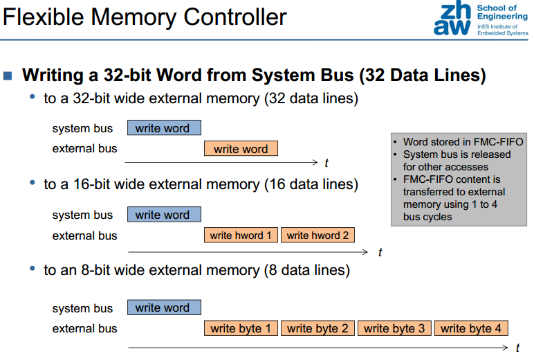 Flexible Memory Controller
zh
aw
School of
Engineering
InES Institute of
Embedded Systems
Writing a 32-bit Word from System Bus (32 Data Lines)
• to a 32-bit wide external memory (32 data lines)
system bus write word
external bus write word
t
• Word stored in FMC-FIFO
• System bus is released
for other accesses
• FMC-FIFO content is
transferred to external
memory using 1 to 4
bus cycles
• to a 16-bit wide external memory (16 data lines)
system bus write word
external bus write hword 1 write hword 2
t
• to an 8-bit wide external memory (8 data lines)
system bus write word
external bus write byte 1 write byte 2 write byte 3 write byte 4
t